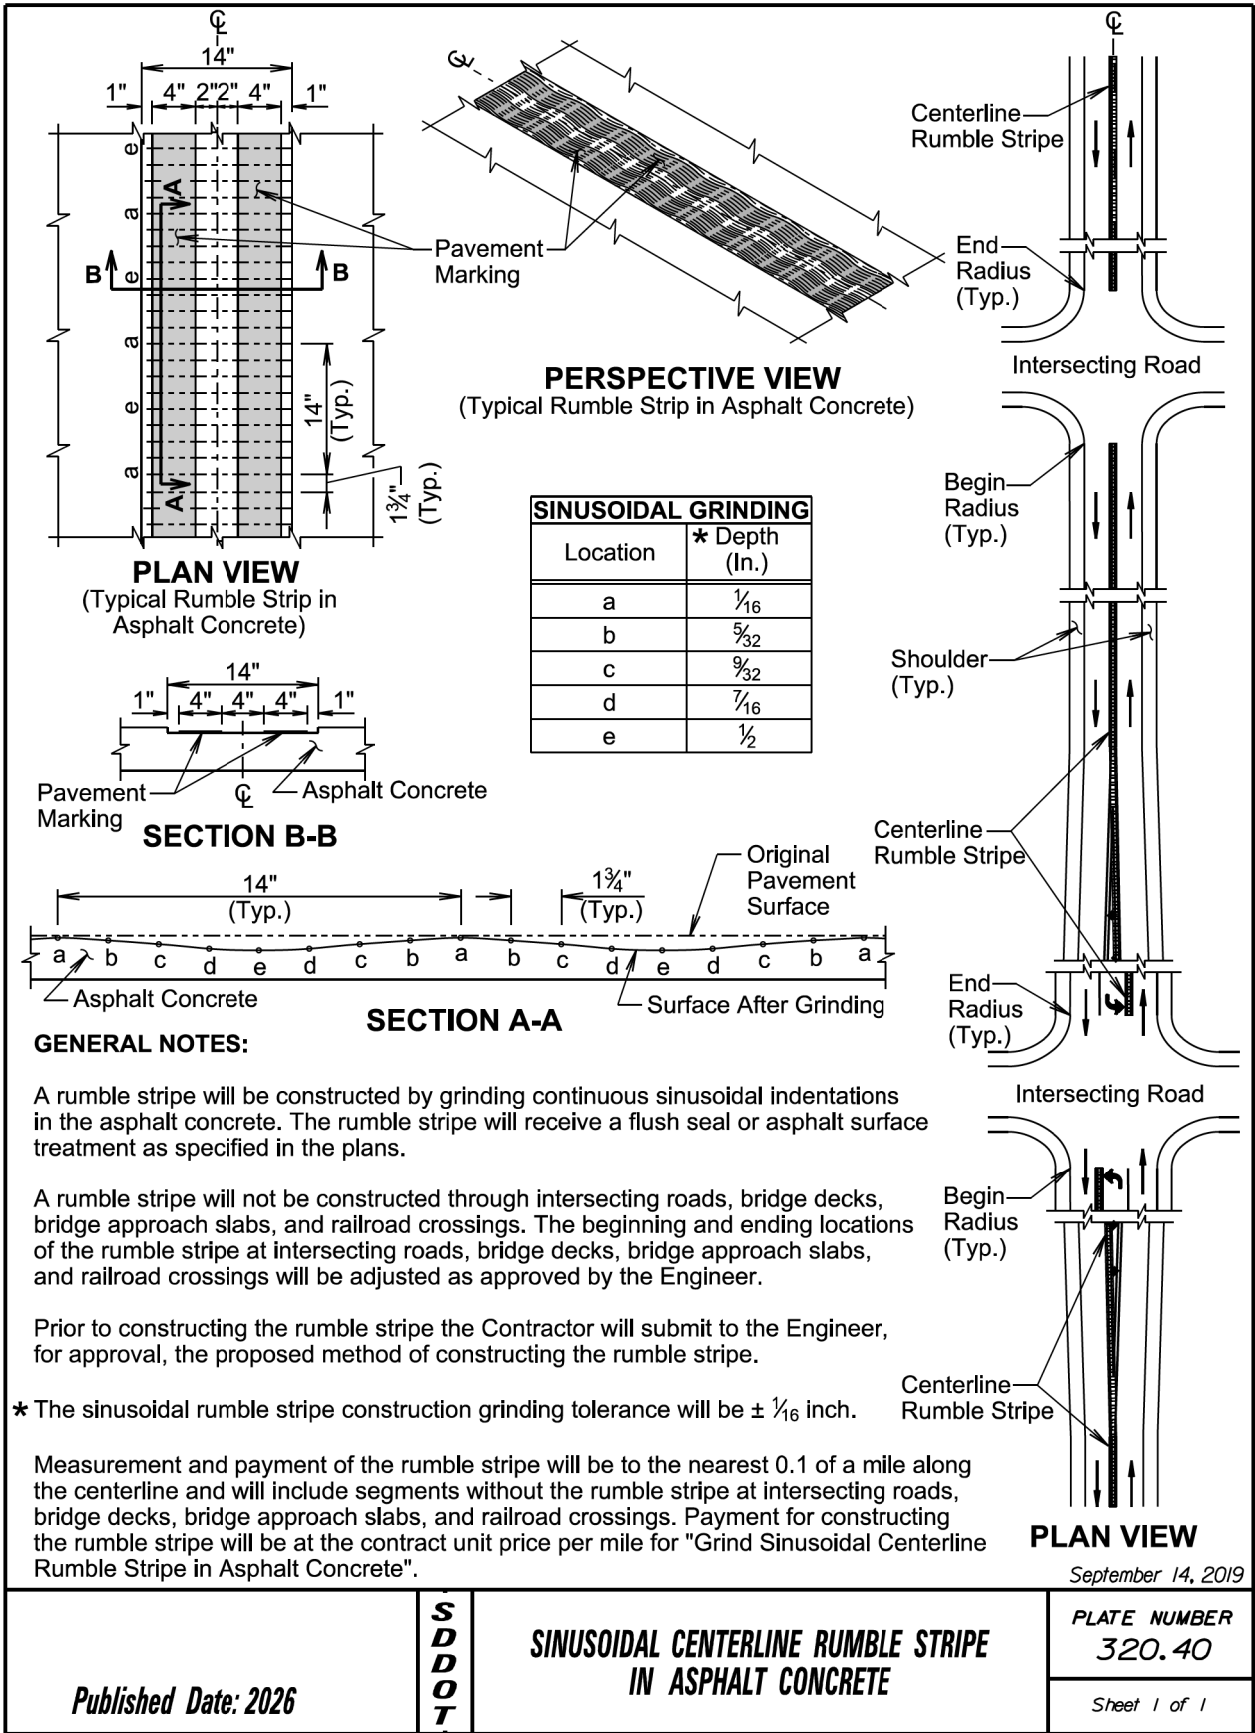 ℄
14"
1" 4" 2" 2" 4" 1"
e
a
e
a
e
a
A
A
B
B
14"
(Typ.)
1¾"
(Typ.)
Pavement
Marking
PLAN VIEW
(Typical Rumble Strip in
Asphalt Concrete)
℄
PERSPECTIVE VIEW
(Typical Rumble Strip in Asphalt Concrete)
SINUSOIDAL GRINDING
Location * Depth
(In.)
a 1/16
b 5/32
c 9/32
d 7/16
e 1/2
14"
1" 4" 4" 4" 1"
Pavement
Marking
℄
Asphalt Concrete
SECTION B-B
14"
(Typ.)
1¾"
(Typ.)
Original
Pavement
Surface
a b c d e d c b a b c d e d c b a
Asphalt Concrete
Surface After Grinding
SECTION A-A
GENERAL NOTES:
A rumble stripe will be constructed by grinding continuous sinusoidal indentations
in the asphalt concrete. The rumble stripe will receive a flush seal or asphalt surface
treatment as specified in the plans.
A rumble stripe will not be constructed through intersecting roads, bridge decks,
bridge approach slabs, and railroad crossings. The beginning and ending locations
of the rumble stripe at intersecting roads, bridge decks, bridge approach slabs,
and railroad crossings will be adjusted as approved by the Engineer.
Prior to constructing the rumble stripe the Contractor will submit to the Engineer,
for approval, the proposed method of constructing the rumble stripe.
* The sinusoidal rumble stripe construction grinding tolerance will be ± 1/16 inch.
Measurement and payment of the rumble stripe will be to the nearest 0.1 of a mile along
the centerline and will include segments without the rumble stripe at intersecting roads,
bridge decks, bridge approach slabs, and railroad crossings. Payment for constructing
the rumble stripe will be at the contract unit price per mile for "Grind Sinusoidal Centerline
Rumble Stripe in Asphalt Concrete".
℄
Centerline
Rumble Stripe
End
Radius
(Typ.)
Intersecting Road
Begin
Radius
(Typ.)
Shoulder
(Typ.)
Centerline
Rumble Stripe
End
Radius
(Typ.)
Intersecting Road
Begin
Radius
(Typ.)
Centerline
Rumble Stripe
PLAN VIEW
September 14, 2019
Published Date: 2026
SDDOT
SINUSOIDAL CENTERLINE RUMBLE STRIPE
IN ASPHALT CONCRETE
PLATE NUMBER
320.40
Sheet 1 of 1